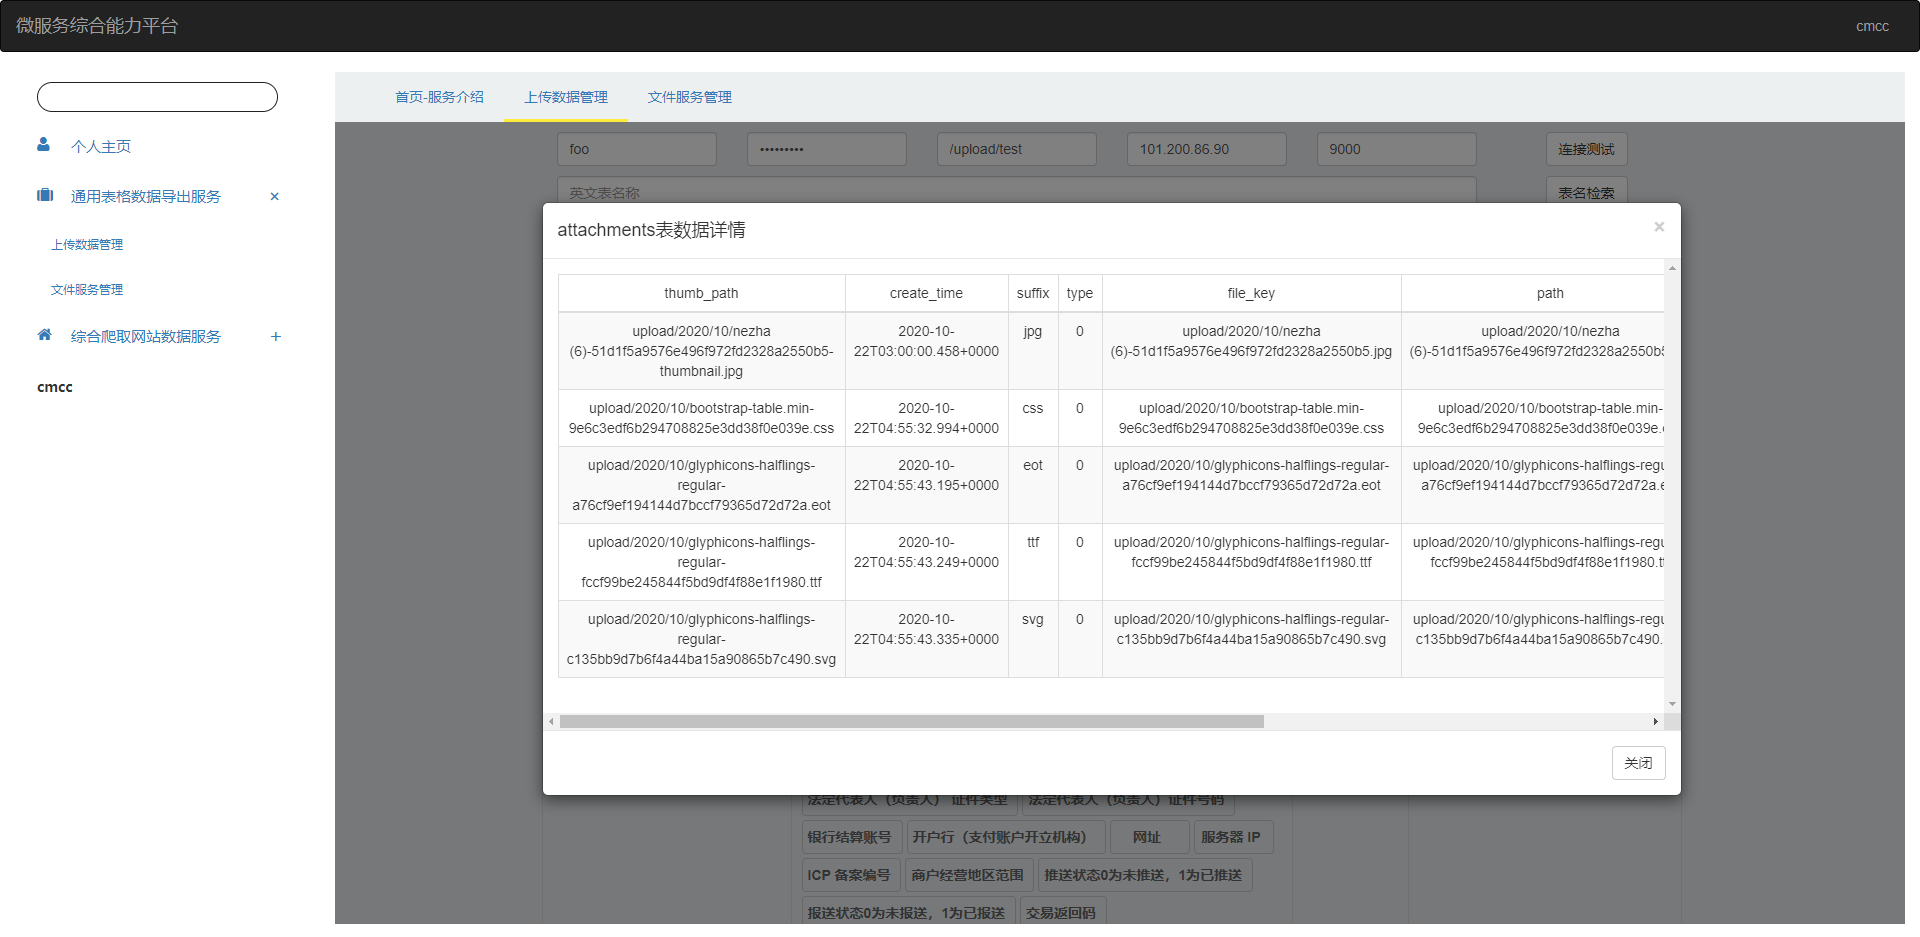 微服务综合能力平台
cmcc
首页-服务介绍 上传数据管理 文件服务管理
个人主页
通用表格数据导出服务 ×
上传数据管理
文件服务管理
综合爬取网站数据服务 +
cmcc
foo ••••••••• /upload/test 101.200.86.90 9000 连接测试
英文表名称 表名检索
attachments表数据详情 ×
thumb_path create_time suffix type file_key path
upload/2020/10/nezha 2020-10- jpg 0 upload/2020/10/nezha upload/2020/10/nezha
(6)-51d1f5a9576e496f972fd2328a2550b5- 22T03:00:00.458+0000 (6)-51d1f5a9576e496f972fd2328a2550b5.jpg (6)-51d1f5a9576e496f972fd2328a2550b5
thumbnail.jpg
upload/2020/10/bootstrap-table.min- 2020-10- css 0 upload/2020/10/bootstrap-table.min- upload/2020/10/bootstrap-table.min-
9e6c3edf6b294708825e3dd38f0e039e.css 22T04:55:32.994+0000 9e6c3edf6b294708825e3dd38f0e039e.css 9e6c3edf6b294708825e3dd38f0e039e.
upload/2020/10/glyphicons-halflings- 2020-10- eot 0 upload/2020/10/glyphicons-halflings-regular- upload/2020/10/glyphicons-halflings-regu
regular- 22T04:55:43.195+0000 a76cf9ef194144d7bccf79365d72d72a.eot a76cf9ef194144d7bccf79365d72d72a.e
a76cf9ef194144d7bccf79365d72d72a.eot
upload/2020/10/glyphicons-halflings- 2020-10- ttf 0 upload/2020/10/glyphicons-halflings-regular- upload/2020/10/glyphicons-halflings-regu
regular- 22T04:55:43.249+0000 fccf99be245844f5bd9df4f88e1f1980.ttf fccf99be245844f5bd9df4f88e1f1980.tt
fccf99be245844f5bd9df4f88e1f1980.ttf
upload/2020/10/glyphicons-halflings- 2020-10- svg 0 upload/2020/10/glyphicons-halflings-regular- upload/2020/10/glyphicons-halflings-regu
regular- 22T04:55:43.335+0000 c135bb9d7b6f4a44ba15a90865b7c490.svg c135bb9d7b6f4a44ba15a90865b7c490.
c135bb9d7b6f4a44ba15a90865b7c490.svg
关闭
法定代表人（负责人） 证件类型 法定代表人（负责人）证件号码
银行结算账号 开户行（支付账户开立机构） 网址 服务器 IP
ICP 备案编号 商户经营地区范围 推送状态0为未推送，1为已推送
报送状态0为未报送，1为已报送 交易返回码